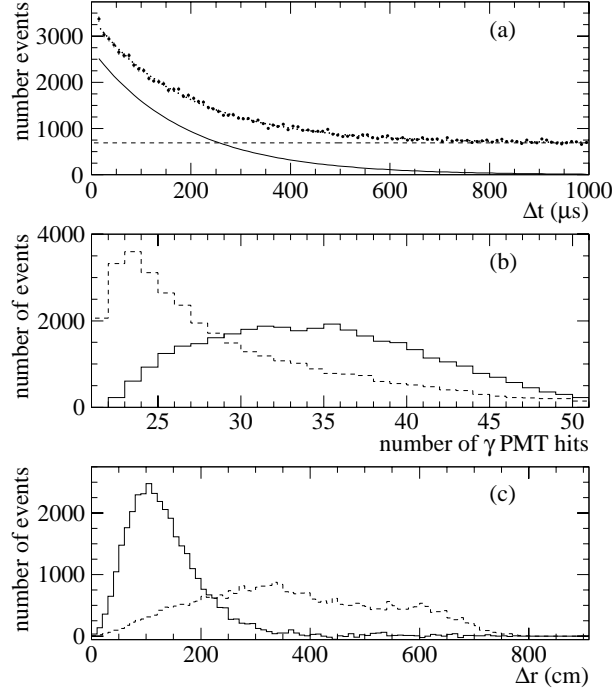 number events
3000
2000
1000
0
(a)
0 200 400 600 800 1000
Δt (μs)
number of events
4000
2000
0
(b)
25 30 35 40 45 50
number of γ PMT hits
number of events
2000
1000
0
(c)
0 200 400 600 800
Δr (cm)